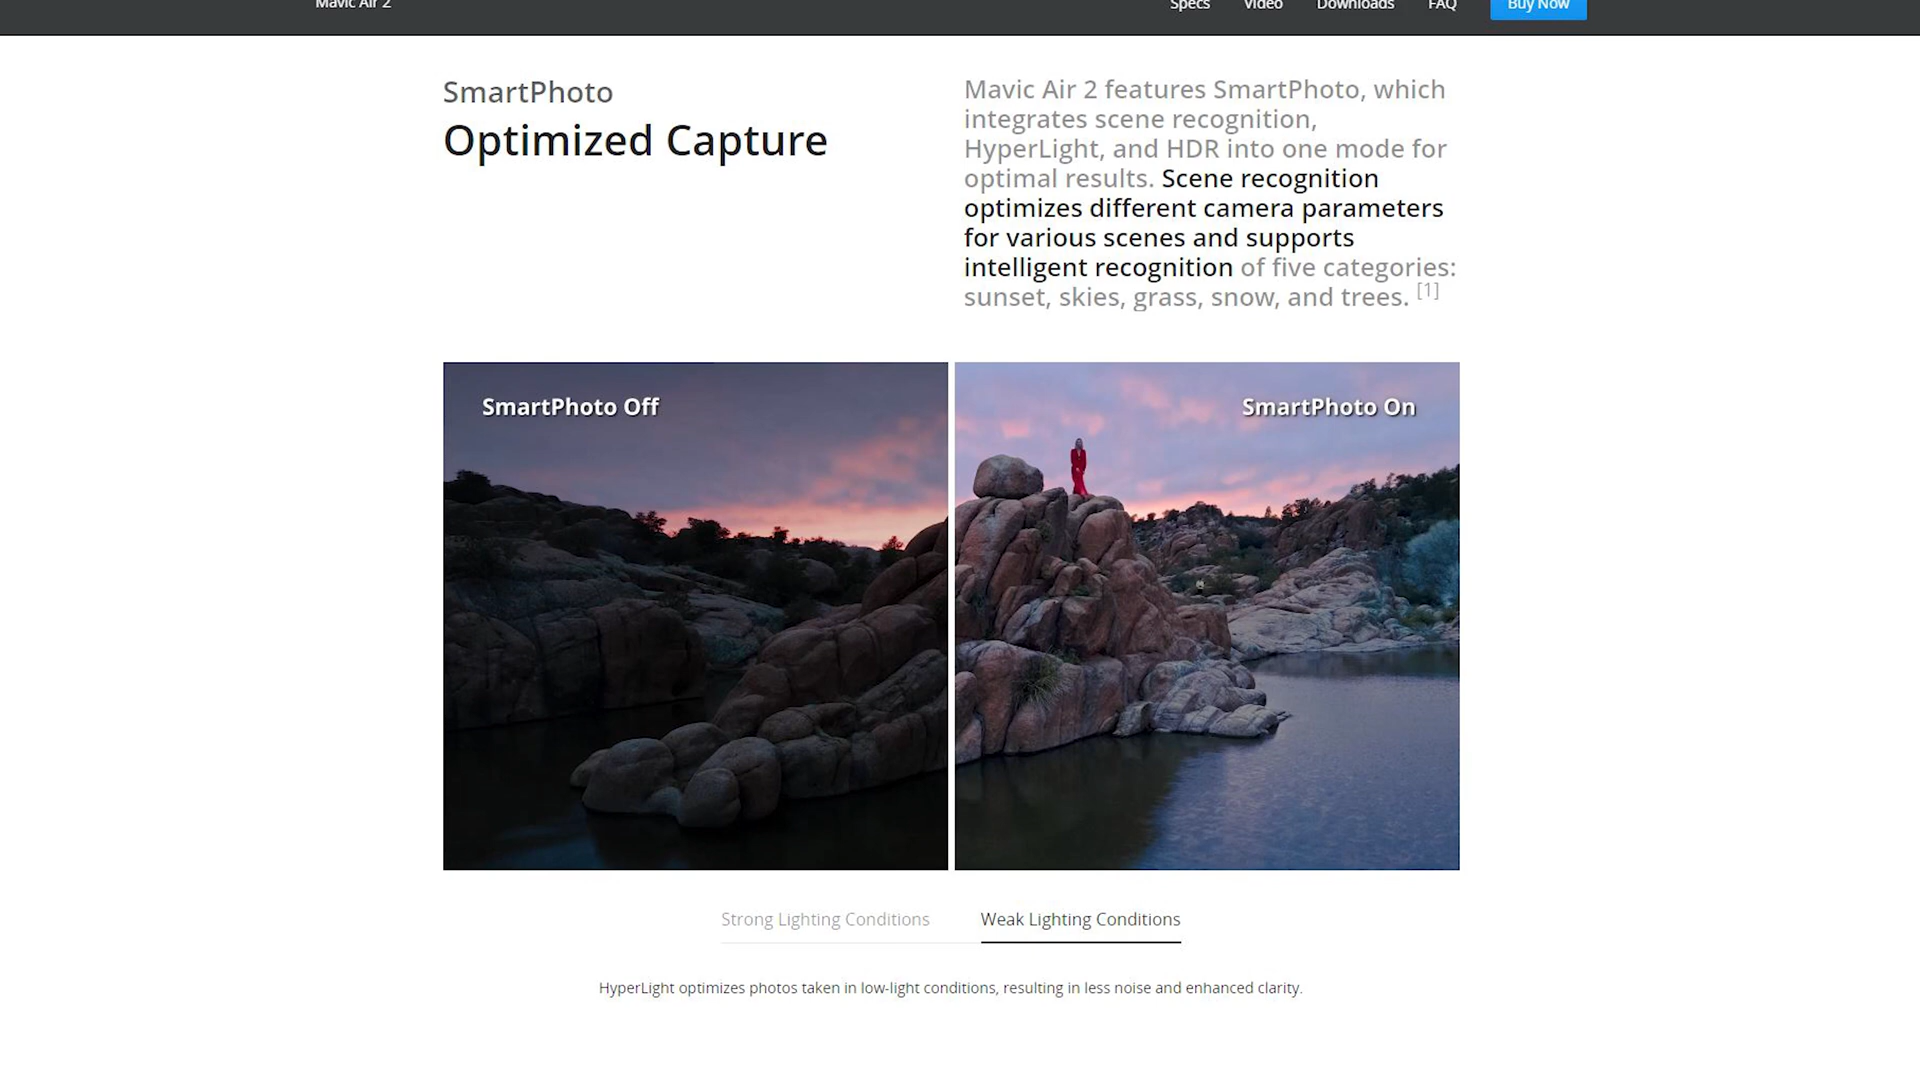 Mavic Air 2
Specs
Video
Downloads
FAQ
Buy Now
SmartPhoto
Optimized Capture
Mavic Air 2 features SmartPhoto, which
integrates scene recognition,
HyperLight, and HDR into one mode for
optimal results. Scene recognition
optimizes different camera parameters
for various scenes and supports
intelligent recognition of five categories:
sunset, skies, grass, snow, and trees. [1]
SmartPhoto Off
SmartPhoto On
Strong Lighting Conditions
Weak Lighting Conditions
HyperLight optimizes photos taken in low-light conditions, resulting in less noise and enhanced clarity.